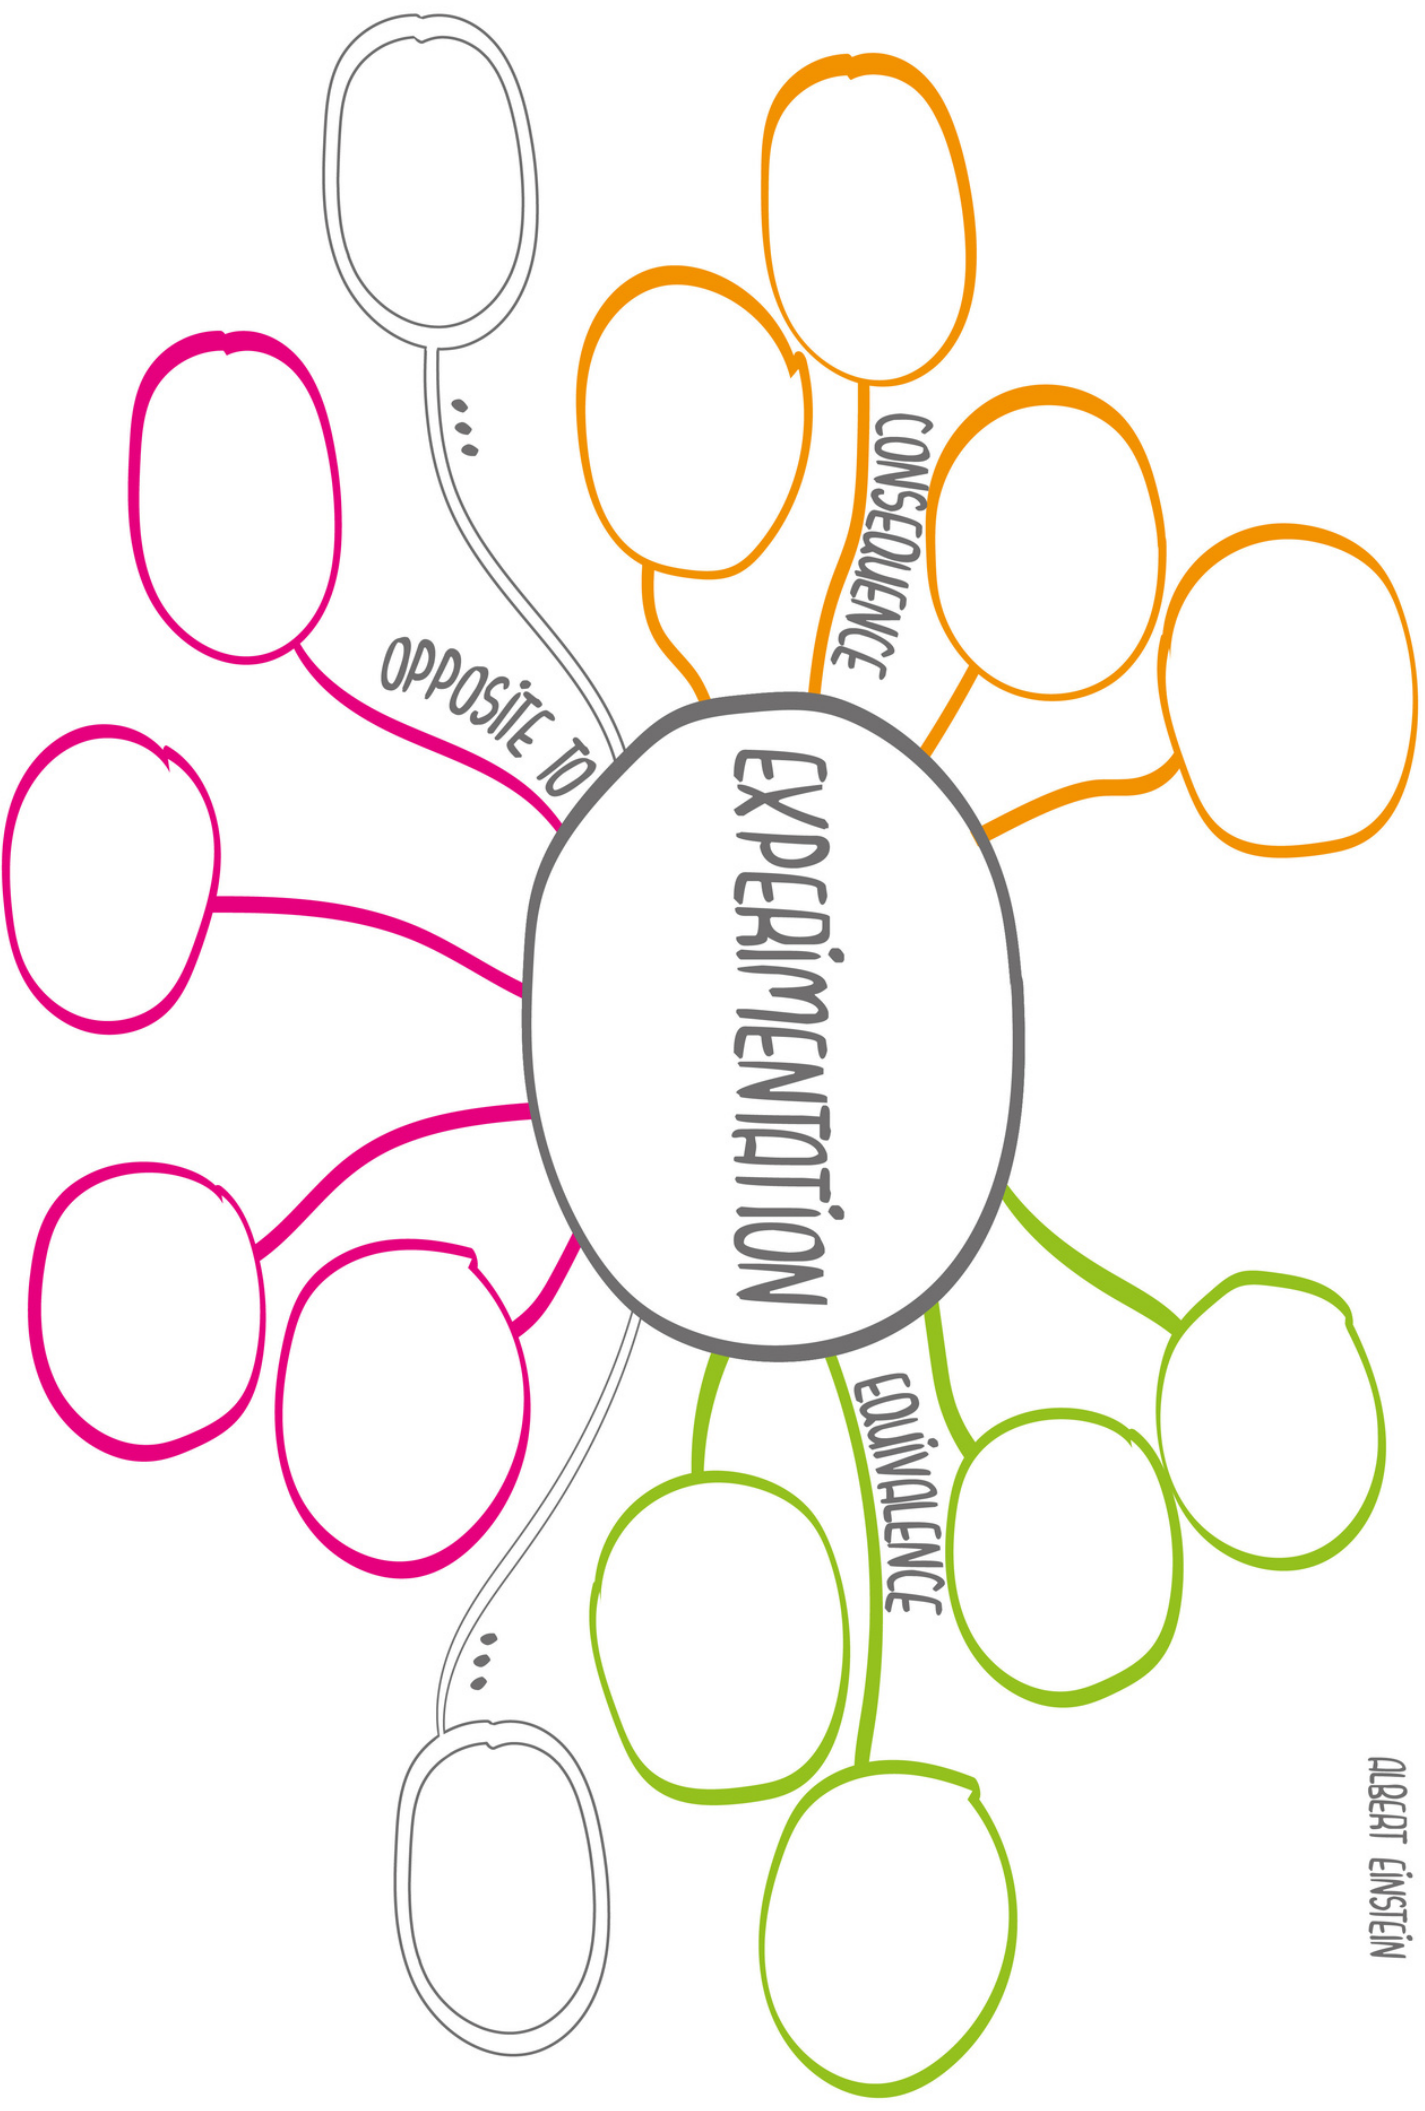 ALBERT EiNSTEiN
CONSEQUENCE
EQUiVALENCE
EXPERiMENTATiON
OPPOSiTE TO
...
...